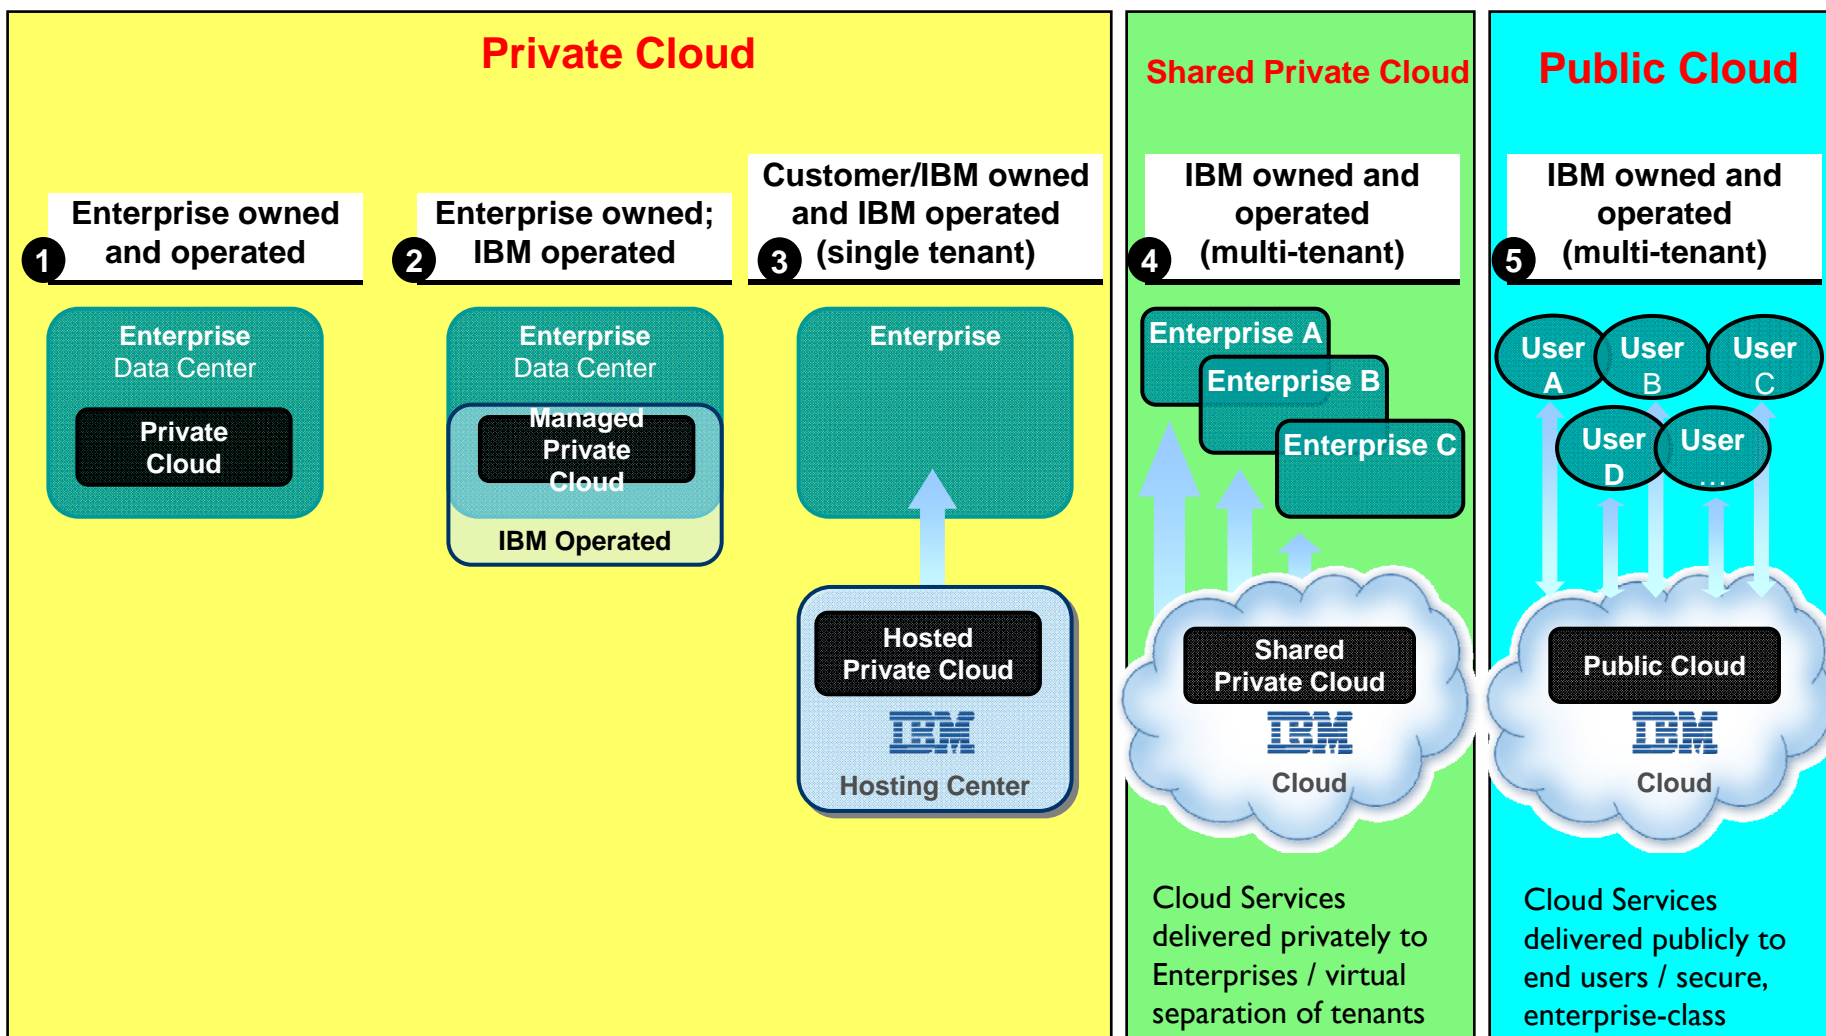 Private Cloud
Enterprise owned
and operated
1
Enterprise
Data Center
Private
Cloud
Enterprise owned;
IBM operated
2
Enterprise
Data Center
Managed
Private
Cloud
IBM Operated
Customer/IBM owned
and IBM operated
(single tenant)
3
Enterprise
Hosted
Private Cloud
IBM
Hosting Center
Shared Private Cloud
IBM owned and
operated
(multi-tenant)
4
Enterprise A
Enterprise B
Enterprise C
Shared
Private Cloud
IBM
Cloud
Cloud Services
delivered privately to
Enterprises / virtual
separation of tenants
Public Cloud
IBM owned and
operated
(multi-tenant)
5
User
A
User
B
User
C
User
D
User
...
Public Cloud
IBM
Cloud
Cloud Services
delivered publicly to
end users / secure,
enterprise-class